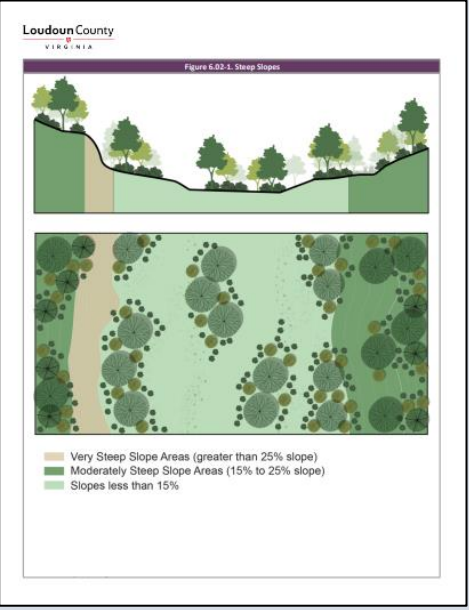 Loudoun County
VIRGINIA
Figure 6.02-1. Steep Slopes
Very Steep Slope Areas (greater than 25% slope)
Moderately Steep Slope Areas (15% to 25% slope)
Slopes less than 15%